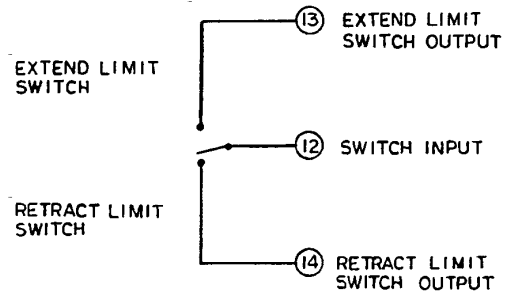 13 EXTEND LIMIT
SWITCH OUTPUT
EXTEND LIMIT
SWITCH
12 SWITCH INPUT
RETRACT LIMIT
SWITCH
14 RETRACT LIMIT
SWITCH OUTPUT